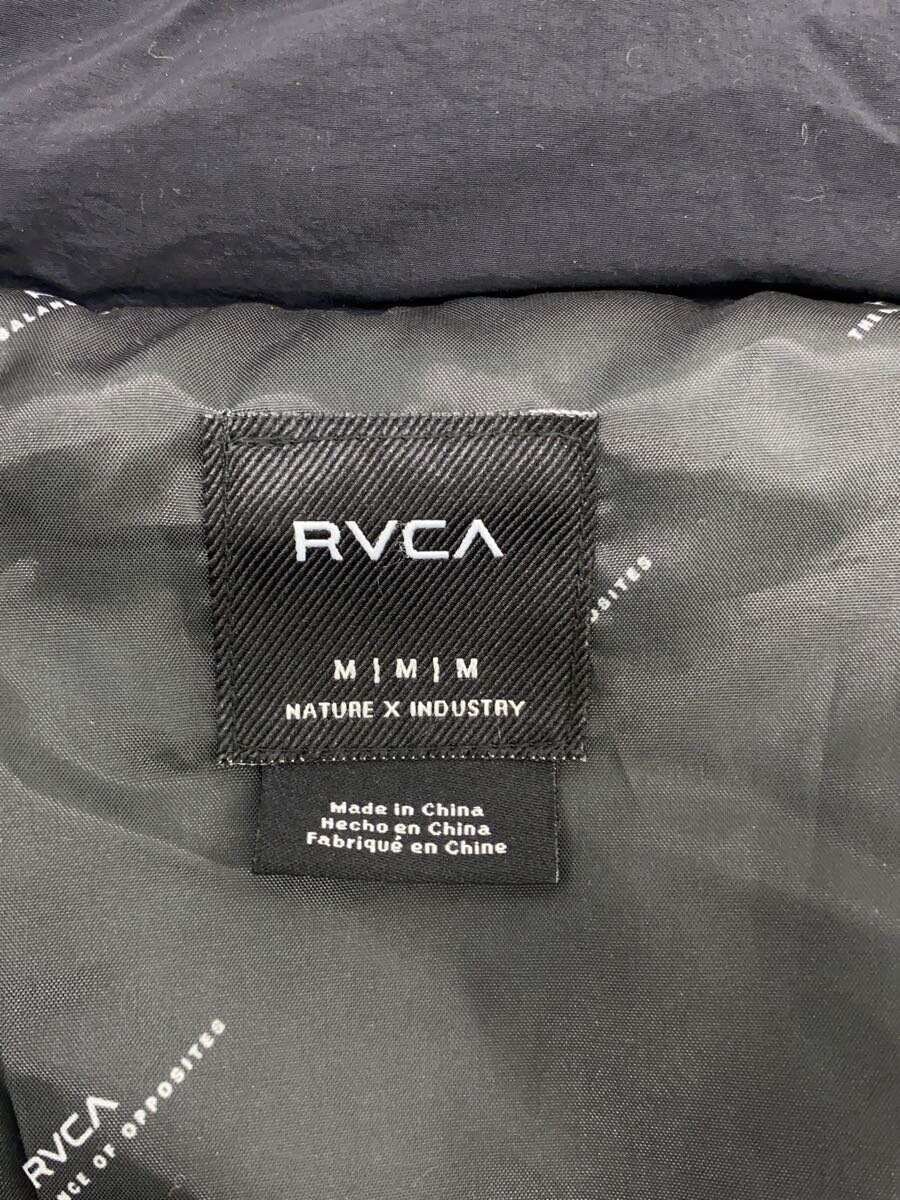 RVCA
M | M | M
NATURE X INDUSTRY
Made in China
Hecho en China
Fabriqué en Chine
RVCA
OF OPPOSITES